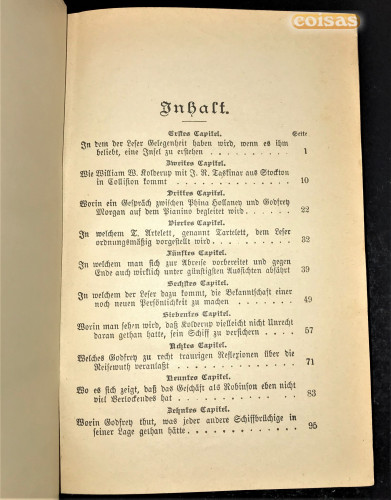 coisas
Inhalt.
Erstes Capitel. Seite
In dem der Leser Gelegenheit haben wird, wenn es ihm
beliebt, eine Insel zu erstehen . . . . . . . . . . 1
Zweites Capitel.
Wie William W. Kolderup mit J. R. Taskinar aus Stockton
in Collision kommt . . . . . . . . . . . . 10
Drittes Capitel.
Worin ein Gespräch zwischen Phina Hollaney und Godfrey
Morgan auf dem Pianino begleitet wird . . . . . 22
Viertes Capitel.
In welchem T. Artelett, genannt Tartelett, dem Leser
ordnungsmäßig vorgestellt wird . . . . . . . . . 32
Fünftes Capitel.
In welchem man sich zur Abreise vorbereitet und gegen
Ende auch wirklich unter günstigsten Aussichten abfährt 39
Sechstes Capitel.
In welchem der Leser dazu kommt, die Bekanntschaft einer
noch neuen Persönlichkeit zu machen . . . . . . . 49
Siebentes Capitel.
Worin man sehen wird, daß Kolderup vielleicht nicht Unrecht
daran gethan hatte, sein Schiff zu versichern . . . . 57
Achtes Capitel.
Welches Godfrey zu recht traurigen Reflexionen über die
Reisewuth veranlaßt . . . . . . . . . . . . 71
Neuntes Capitel.
Wo es sich zeigt, daß das Geschäft als Robinson eben nicht
viel Verlockendes hat . . . . . . . . . . . . 83
Zehntes Capitel.
Worin Godfrey thut, was jeder andere Schiffbrüchige in
seiner Lage gethan hätte . . . . . . . . . . . 95